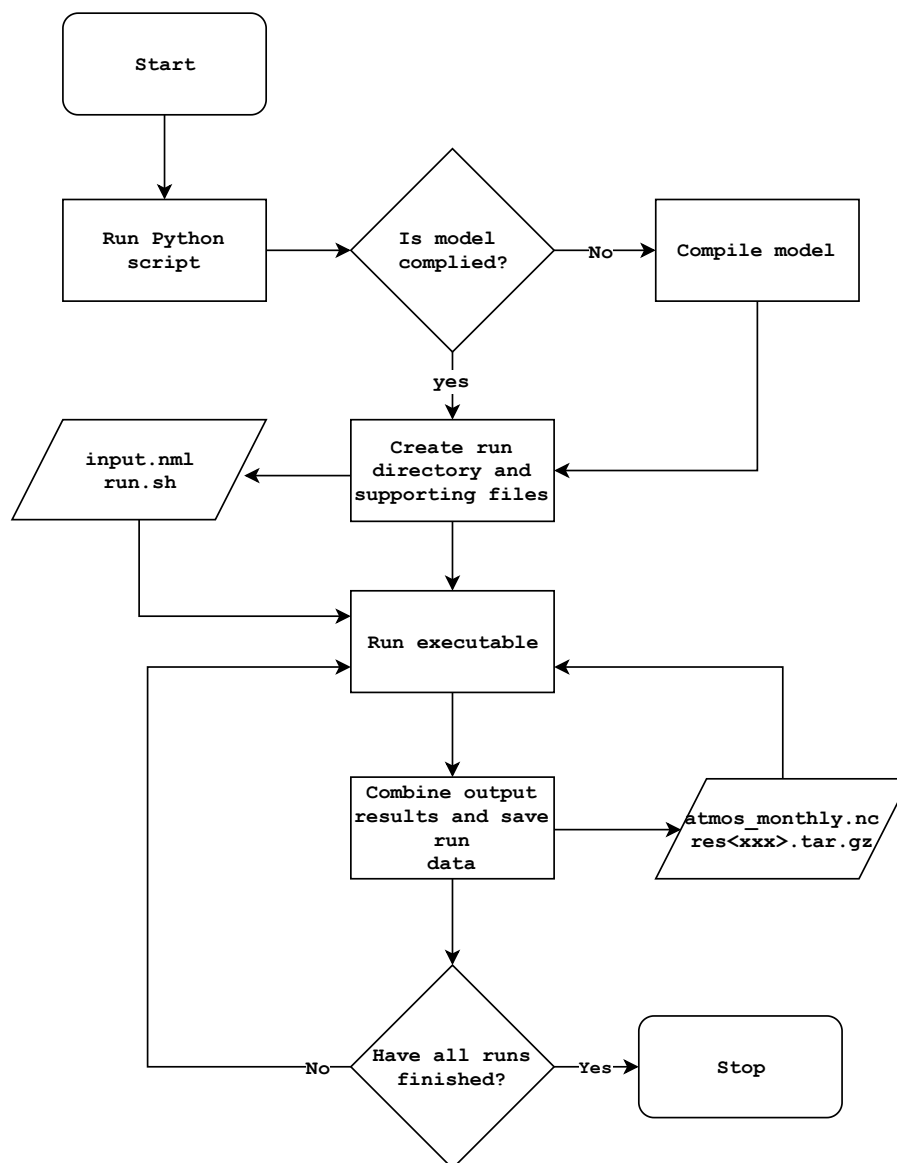 Start
Run Python
script
Is model
complied?
No
Compile model
yes
input.nml
run.sh
Create run
directory and
supporting files
Run executable
Combine output
results and save
run
data
atmos_monthly.nc
res<xxx>.tar.gz
No
Have all runs
finished?
Yes
Stop